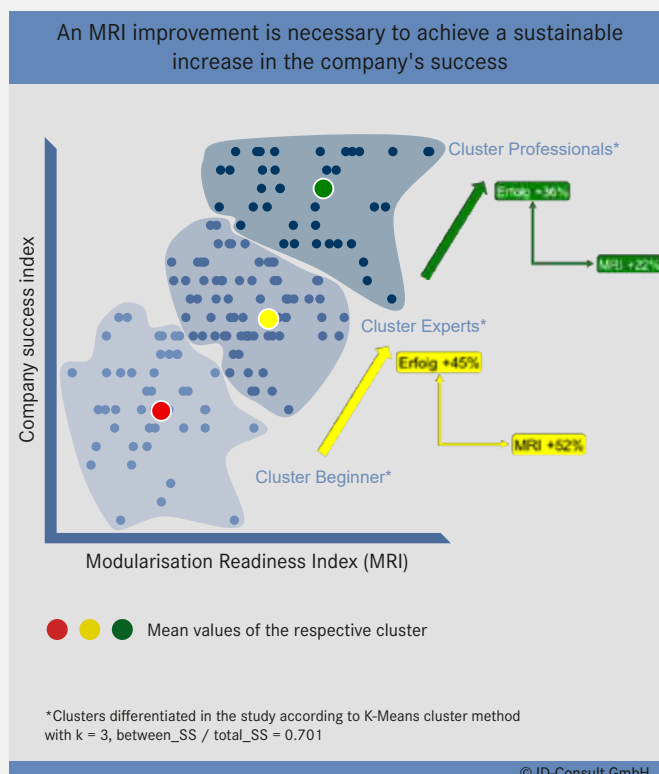 An MRI improvement is necessary to achieve a sustainable
increase in the company's success
Company success index
Cluster Professionals*
Erfolg +36%
MRI +22%
Cluster Experts*
Erfolg +45%
MRI +52%
Cluster Beginner*
Modularisation Readiness Index (MRI)
Mean values of the respective cluster
*Clusters differentiated in the study according to K-Means cluster method
with k = 3, between_SS / total_SS = 0.701
© ID-Consult GmbH